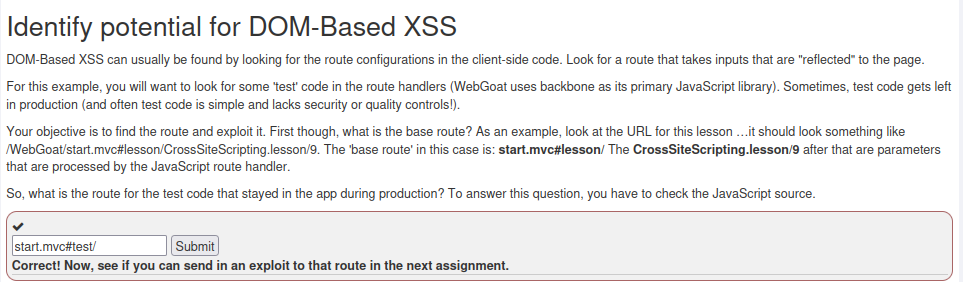 Identify potential for DOM-Based XSS
DOM-Based XSS can usually be found by looking for the route configurations in the client-side code. Look for a route that takes inputs that are "reflected" to the page.
For this example, you will want to look for some 'test' code in the route handlers (WebGoat uses backbone as its primary JavaScript library). Sometimes, test code gets left
in production (and often test code is simple and lacks security or quality controls!).
Your objective is to find the route and exploit it. First though, what is the base route? As an example, look at the URL for this lesson …it should look something like
/WebGoat/start.mvc#lesson/CrossSiteScripting.lesson/9. The 'base route' in this case is: start.mvc#lesson/ The CrossSiteScripting.lesson/9 after that are parameters
that are processed by the JavaScript route handler.
So, what is the route for the test code that stayed in the app during production? To answer this question, you have to check the JavaScript source.
start.mvc#test/ Submit
Correct! Now, see if you can send in an exploit to that route in the next assignment.